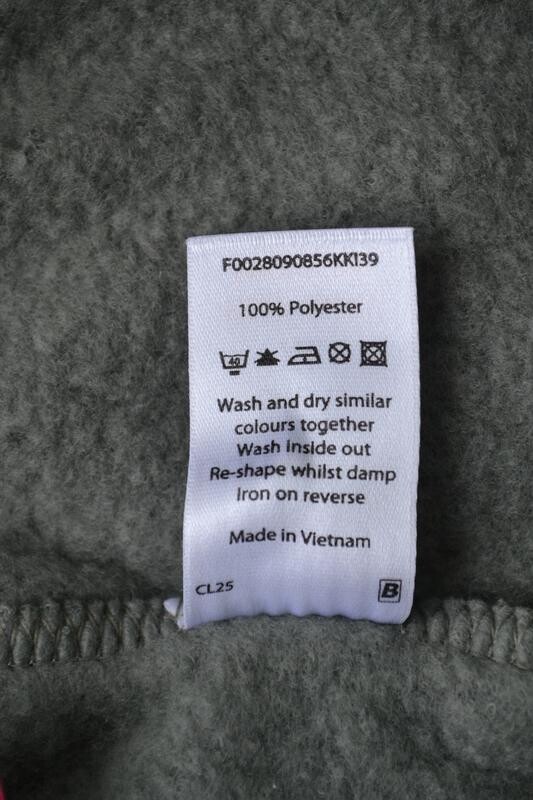 F0028090856KK139
100% Polyester
40
Wash and dry similar
colours together
Wash inside out
Re-shape whilst damp
Iron on reverse
Made in Vietnam
CL25
B